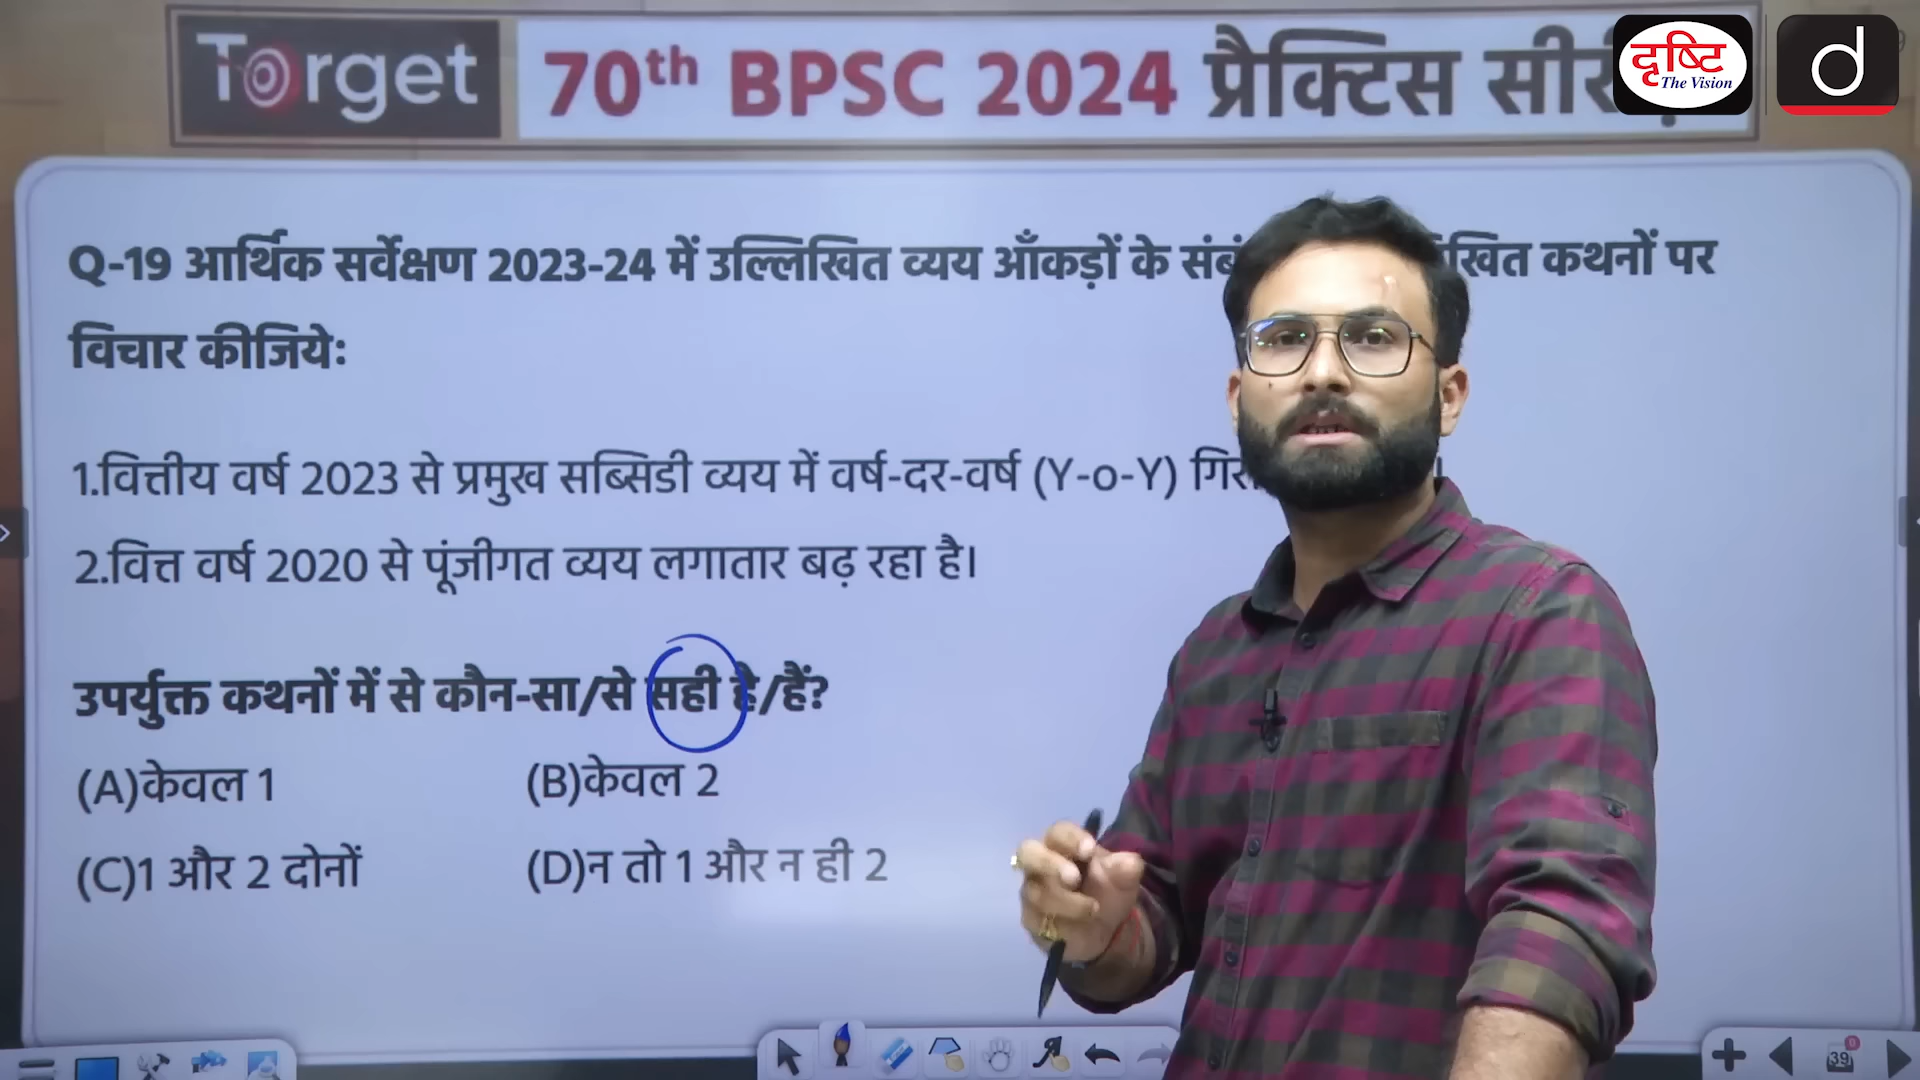 Target
70th BPSC 2024 प्रैक्टिस
दृष्टि
The Vision
d
Q-19 आर्थिक सर्वेक्षण 2023-24 में उल्लिखित व्यय आँकड़ों के कथनों पर
विचार कीजिये:
1.वित्तीय वर्ष 2023 से प्रमुख सब्सिडी व्यय में वर्ष-दर-वर्ष (Y-o-Y)
2.वित्त वर्ष 2020 से पूंजीगत व्यय लगातार बढ़ रहा है।
उपर्युक्त कथनों में से कौन-सा/से सही है/हैं?
(A)केवल 1 (B)केवल 2
(C)1 और 2 दोनों (D)न तो 1 और न ही 2
39